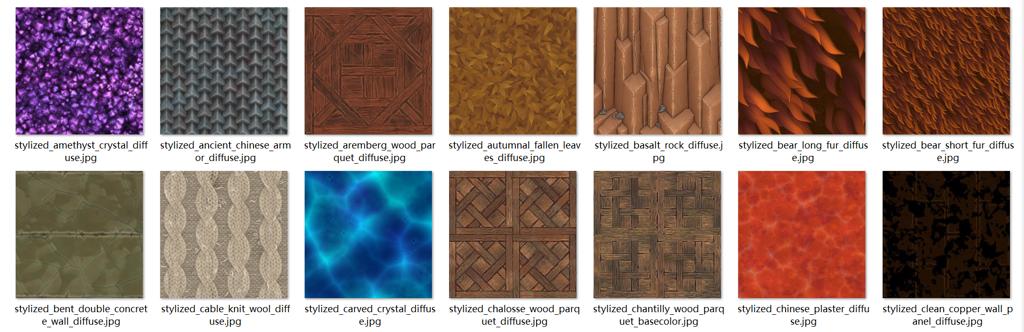 stylized_amethyst_crystal_diff
use.jpg
stylized_ancient_chinese_arm
or_diffuse.jpg
stylized_aremberg_wood_par
quet_diffuse.jpg
stylized_autumnal_fallen_leav
es_diffuse.jpg
stylized_basalt_rock_diffuse.j
pg
stylized_bear_long_fur_diffus
e.jpg
stylized_bear_short_fur_diffus
e.jpg
stylized_bent_double_concret
e_wall_diffuse.jpg
stylized_cable_knit_wool_diff
use.jpg
stylized_carved_crystal_diffus
e.jpg
stylized_chalosse_wood_parq
uet_diffuse.jpg
stylized_chantilly_wood_parq
uet_basecolor.jpg
stylized_chinese_plaster_diffu
se.jpg
stylized_clean_copper_wall_p
anel_diffuse.jpg